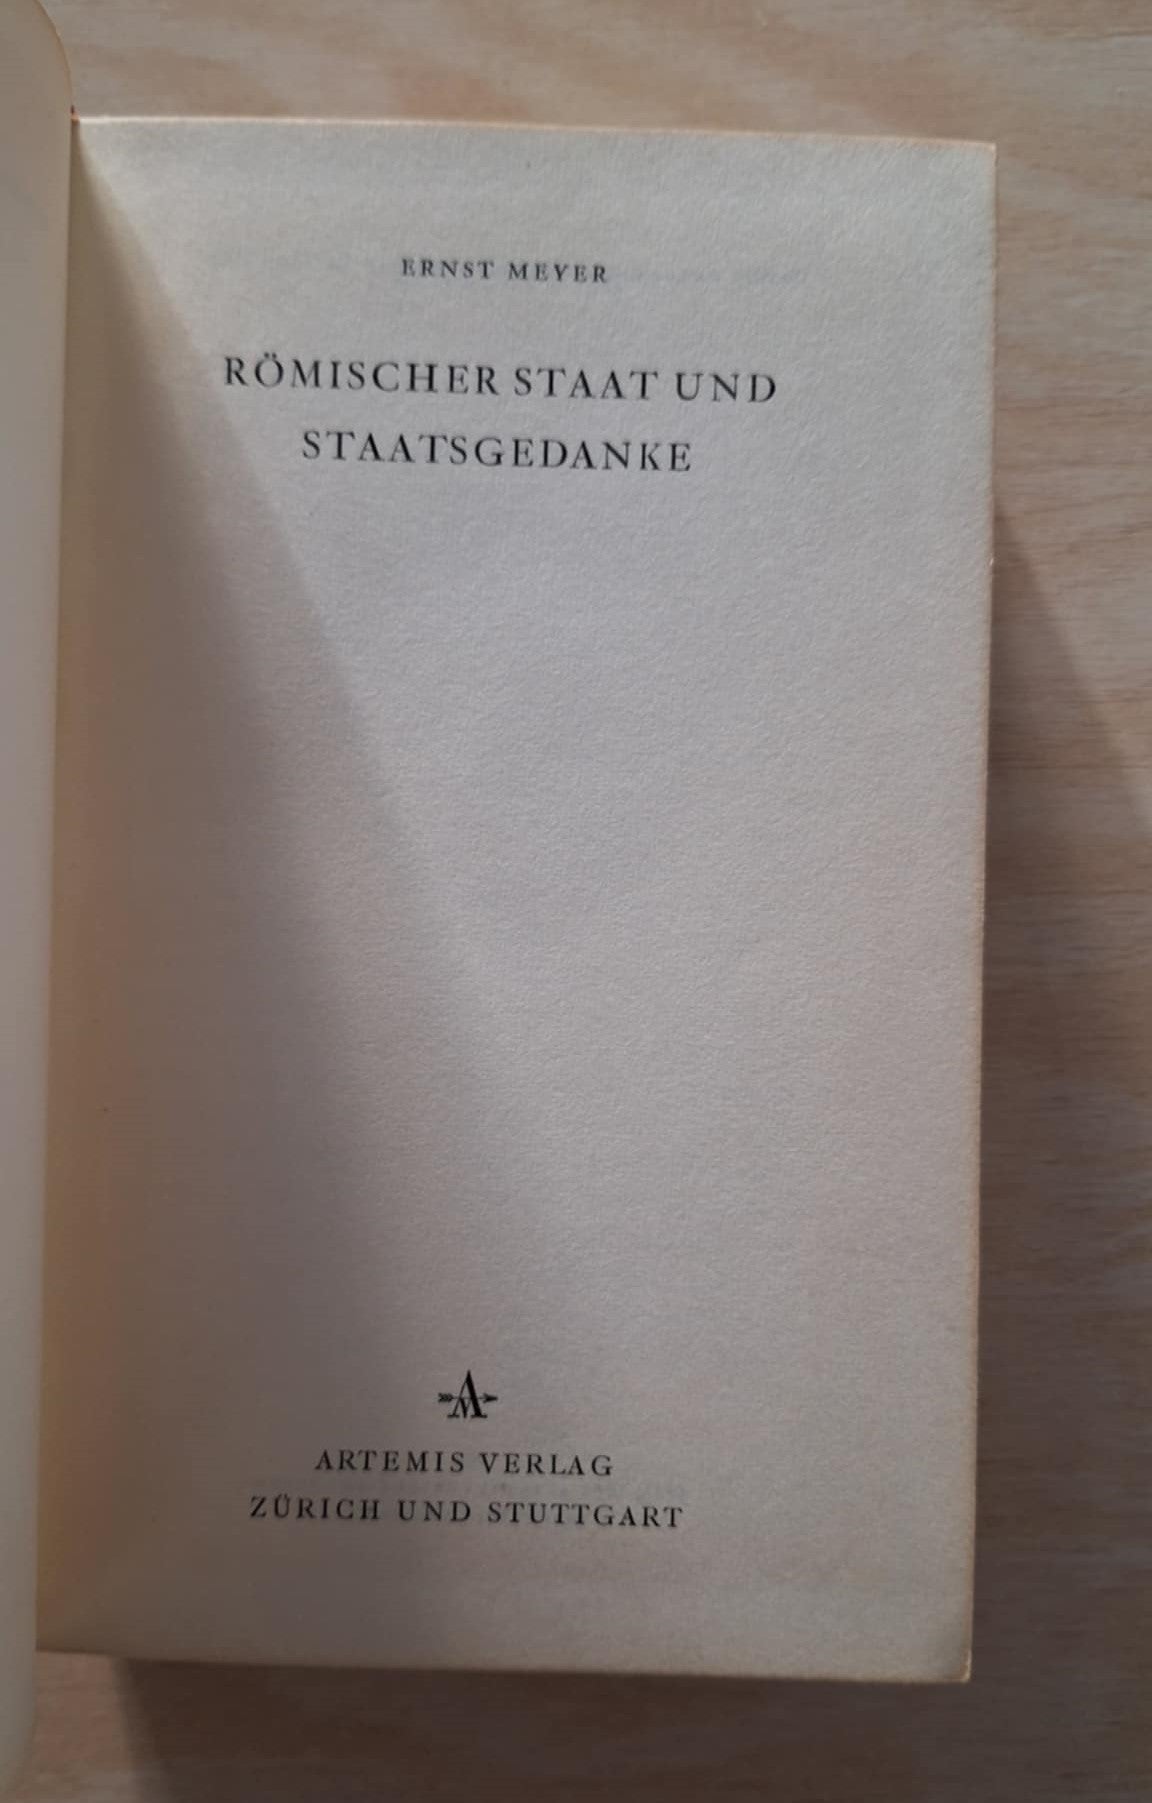 ERNST MEYER
RÖMISCHER STAAT UND
STAATSGEDANKE
ARTEMIS VERLAG
ZÜRICH UND STUTTGART